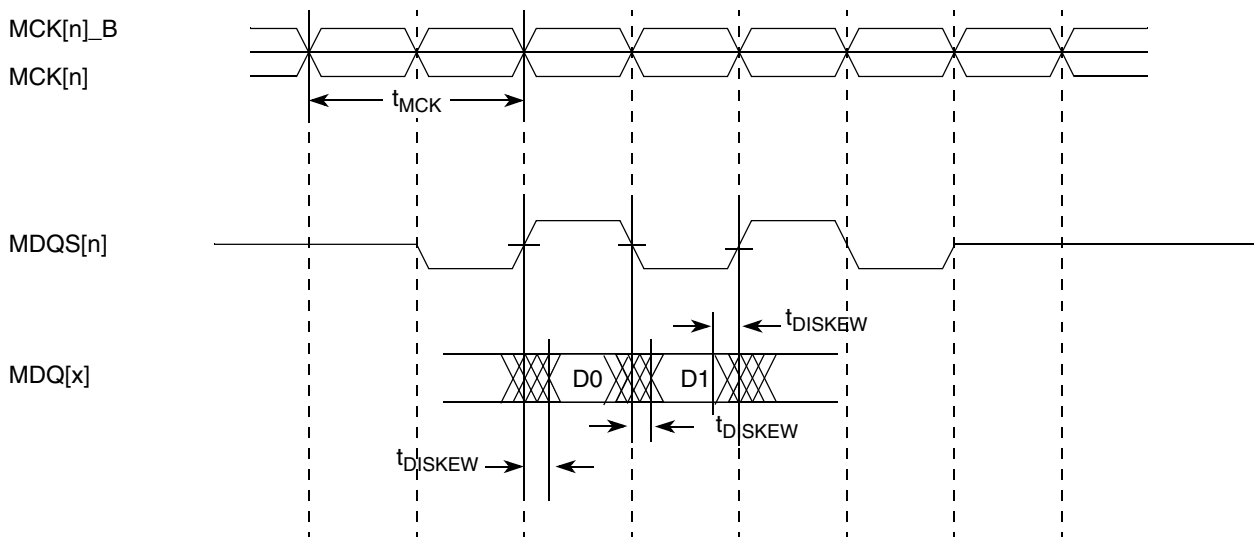 MCK[n]_B
MCK[n]
tMCK
MDQS[n]
tDISKEW
MDQ[x]
D0
D1
tDISKEW
tDISKEW